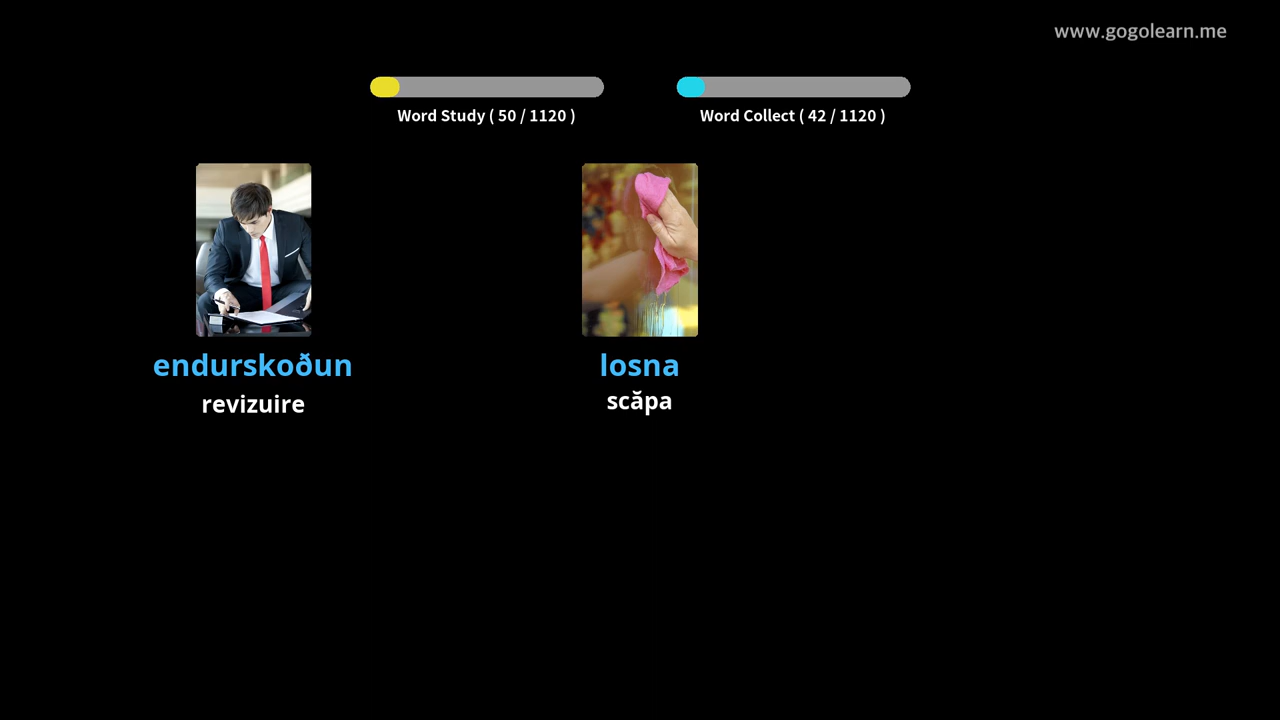 www.gogolearn.me
Word Study ( 50 / 1120 )
Word Collect ( 42 / 1120 )
endurskoðun
revizuire
losna
scăpa